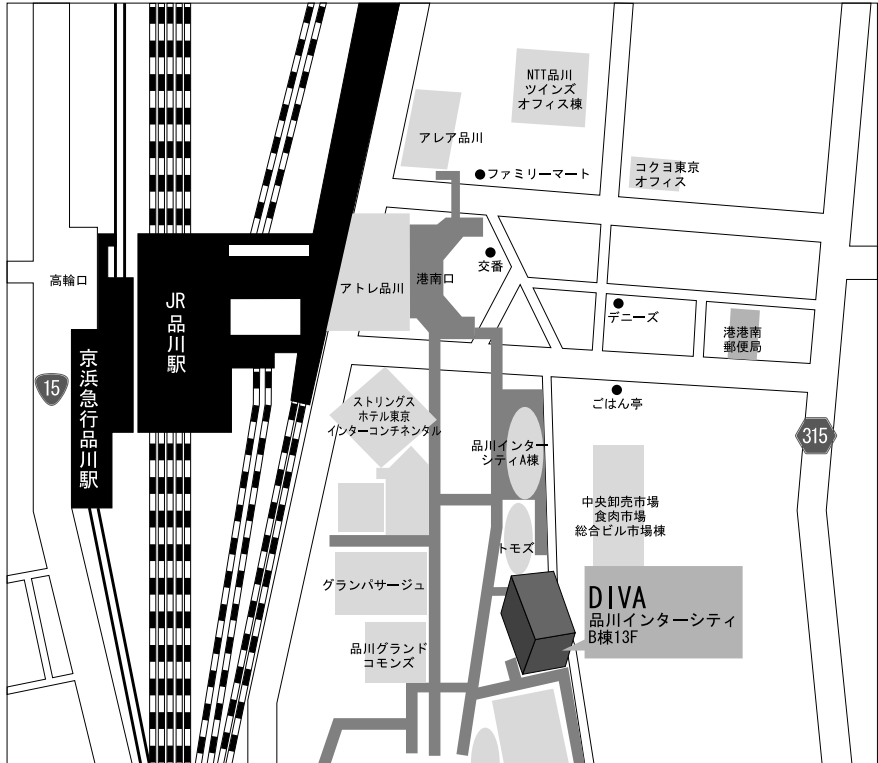 NTT品川
ツインズ
オフィス棟
アレア品川
ファミリーマート
コクヨ東京
オフィス
高輪口
JR品川駅
アトレ品川
港南口
交番
デニーズ
港港南
郵便局
15
京浜急行品川駅
ストリングス
ホテル東京
インターコンチネンタル
ごはん亭
315
品川インター
シティA棟
中央卸売市場
食肉市場
総合ビル市場棟
トモズ
グランパサージュ
DIVA
品川インターシティ
B棟13F
品川グランド
コモンズ